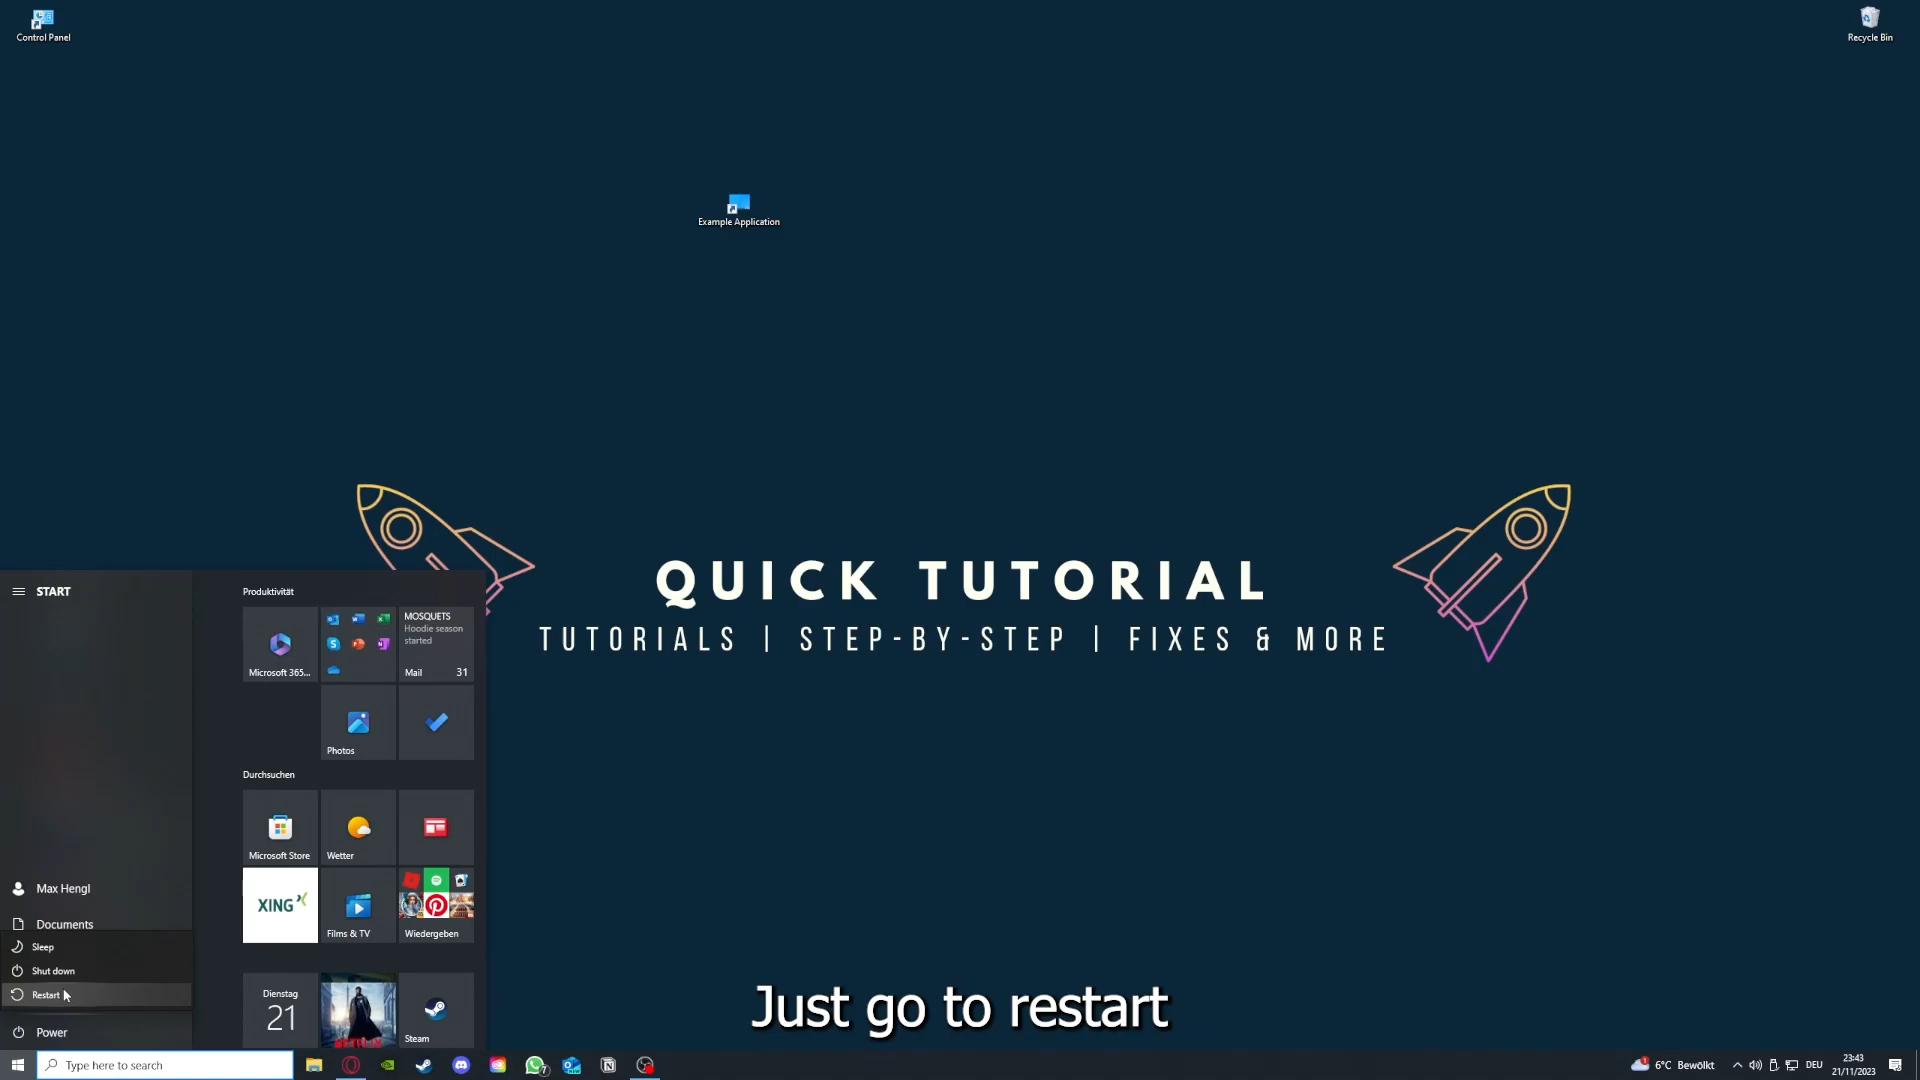 Control Panel
Recycle Bin
Example Application
QUICK TUTORIAL
TUTORIALS | STEP-BY-STEP | FIXES & MORE
START
Produktivität
Microsoft 365...
MOSQUETS
Hoodie season
started
Mail 31
Photos
Durchsuchen
Microsoft Store
Wetter
XING
Films & TV
Wiedergeben
Max Hengl
Documents
Sleep
Shut down
Restart
Power
Dienstag
21
NETFLIX
Steam
Just go to restart
Type here to search
7
1
6°C Bewölkt
DEU
23:43
21/11/2023